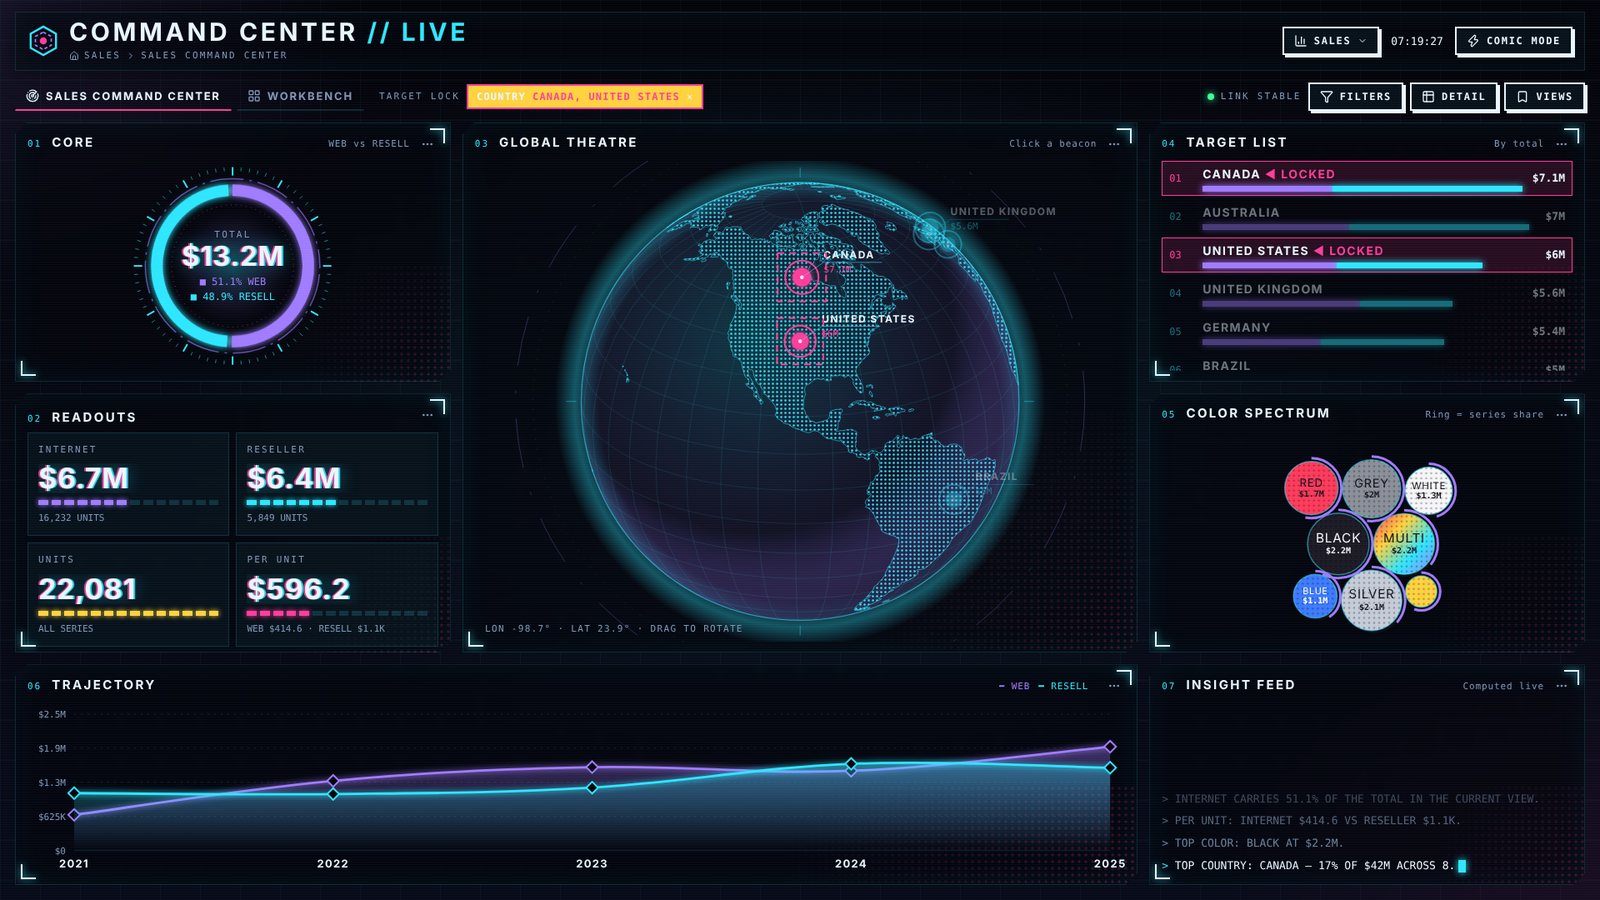 COMMAND CENTER // LIVE
SALES > SALES COMMAND CENTER
SALES
07:19:27
COMIC MODE
SALES COMMAND CENTER
WORKBENCH
TARGET LOCK
COUNTRY CANADA, UNITED STATES ×
LINK STABLE
FILTERS
DETAIL
VIEWS
01 CORE
WEB vs RESELL
TOTAL
$13.2M
51.1% WEB
48.9% RESELL
02 READOUTS
INTERNET
$6.7M
16,232 UNITS
RESELLER
$6.4M
5,849 UNITS
UNITS
22,081
ALL SERIES
PER UNIT
$596.2
WEB $414.6 · RESELL $1.1K
03 GLOBAL THEATRE
Click a beacon
UNITED KINGDOM
$5.6M
CANADA
$7.1M
UNITED STATES
$6M
BRAZIL
LON -98.7° · LAT 23.9° · DRAG TO ROTATE
04 TARGET LIST
By total
01 CANADA ◀ LOCKED $7.1M
02 AUSTRALIA $7M
03 UNITED STATES ◀ LOCKED $6M
04 UNITED KINGDOM $5.6M
05 GERMANY $5.4M
06 BRAZIL $5M
05 COLOR SPECTRUM
Ring = series share
RED
$1.7M
GREY
$2M
WHITE
$1.3M
BLACK
$2.2M
MULTI
$2.2M
BLUE
$1.1M
SILVER
$2.1M
06 TRAJECTORY
WEB
RESELL
$2.5M
$1.9M
$1.3M
$625K
$0
2021
2022
2023
2024
2025
07 INSIGHT FEED
Computed live
> INTERNET CARRIES 51.1% OF THE TOTAL IN THE CURRENT VIEW.
> PER UNIT: INTERNET $414.6 VS RESELLER $1.1K.
> TOP COLOR: BLACK AT $2.2M.
> TOP COUNTRY: CANADA — 17% OF $42M ACROSS 8.